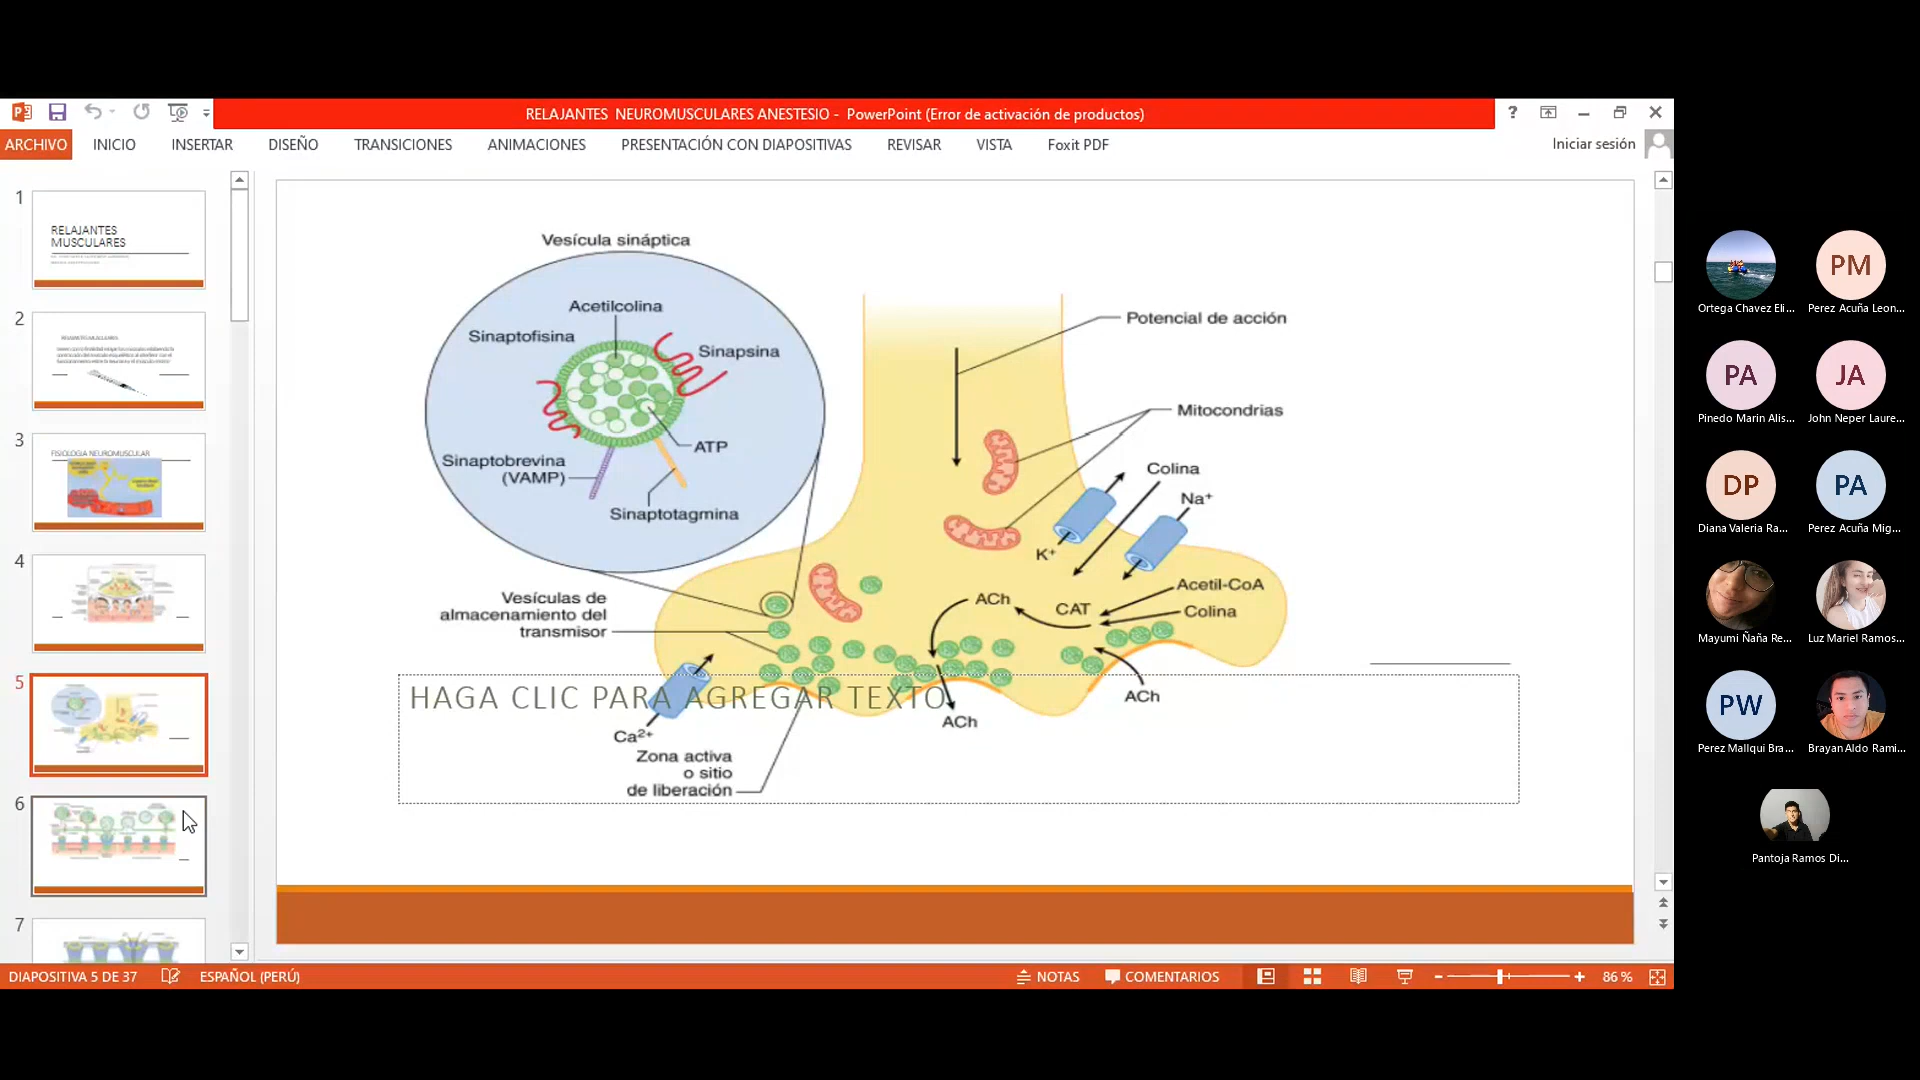 RELAJANTES NEUROMUSCULARES ANESTESIO - PowerPoint (Error de activación de productos)
?
ARCHIVO INICIO INSERTAR DISEÑO TRANSICIONES ANIMACIONES PRESENTACIÓN CON DIAPOSITIVAS REVISAR VISTA Foxit PDF Iniciar sesión
1
RELAJANTES
MUSCULARES
2
RELAJANTES MUSCULARES
3
FISIOLOGIA NEUROMUSCULAR
4
5
6
7
Vesícula sináptica
Acetilcolina
Sinaptofisina
Sinapsina
ATP
Sinaptobrevina
(VAMP)
Sinaptotagmina
Potencial de acción
Mitocondrias
Colina
Na+
K+
Acetil-CoA
ACh
CAT
Colina
Vesículas de
almacenamiento del
transmisor
HAGA CLIC PARA AGREGAR TEXTO
ACh
ACh
Ca2+
Zona activa
o sitio
de liberación
PM
Ortega Chavez Eli...
Perez Acuña Leon...
PA
JA
Pinedo Marin Alis...
John Neper Laure...
DP
PA
Diana Valeria Ra...
Perez Acuña Mig...
Mayumi Ñaña Re...
Luz Mariel Ramos...
PW
Perez Mallqui Bra...
Brayan Aldo Rami...
Pantoja Ramos Di...
DIAPOSITIVA 5 DE 37 ESPAÑOL (PERÚ) NOTAS COMENTARIOS 86 %